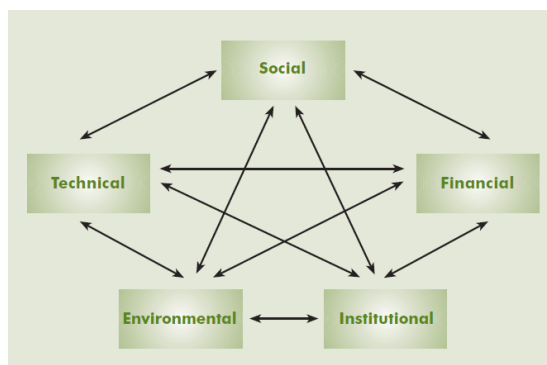 Social
Technical
Financial
Environmental
Institutional